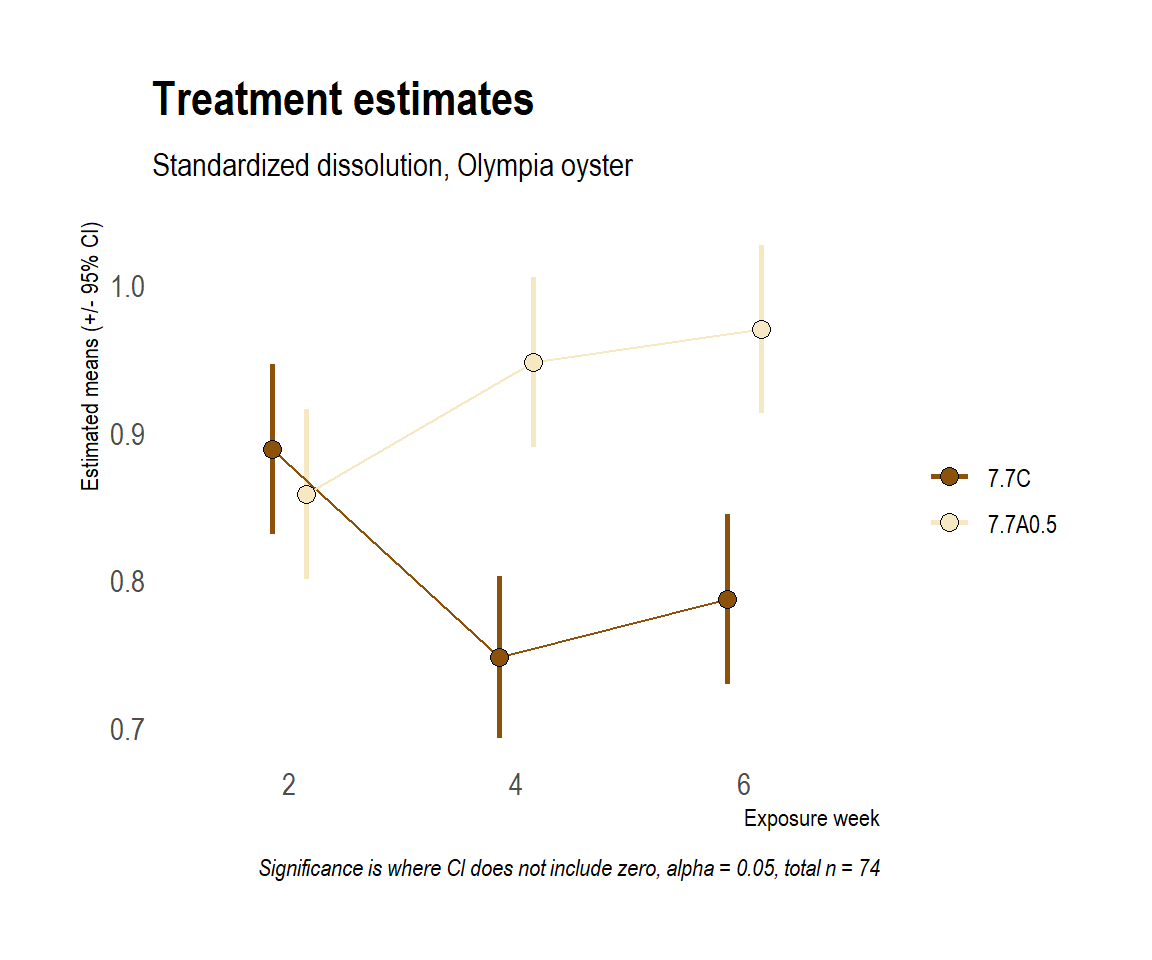 Treatment estimates
Standardized dissolution, Olympia oyster
Estimated means (+/- 95% CI)
1.0
0.9
0.8
0.7
2 4 6
Exposure week
7.7C
7.7A0.5
Significance is where CI does not include zero, alpha = 0.05, total n = 74